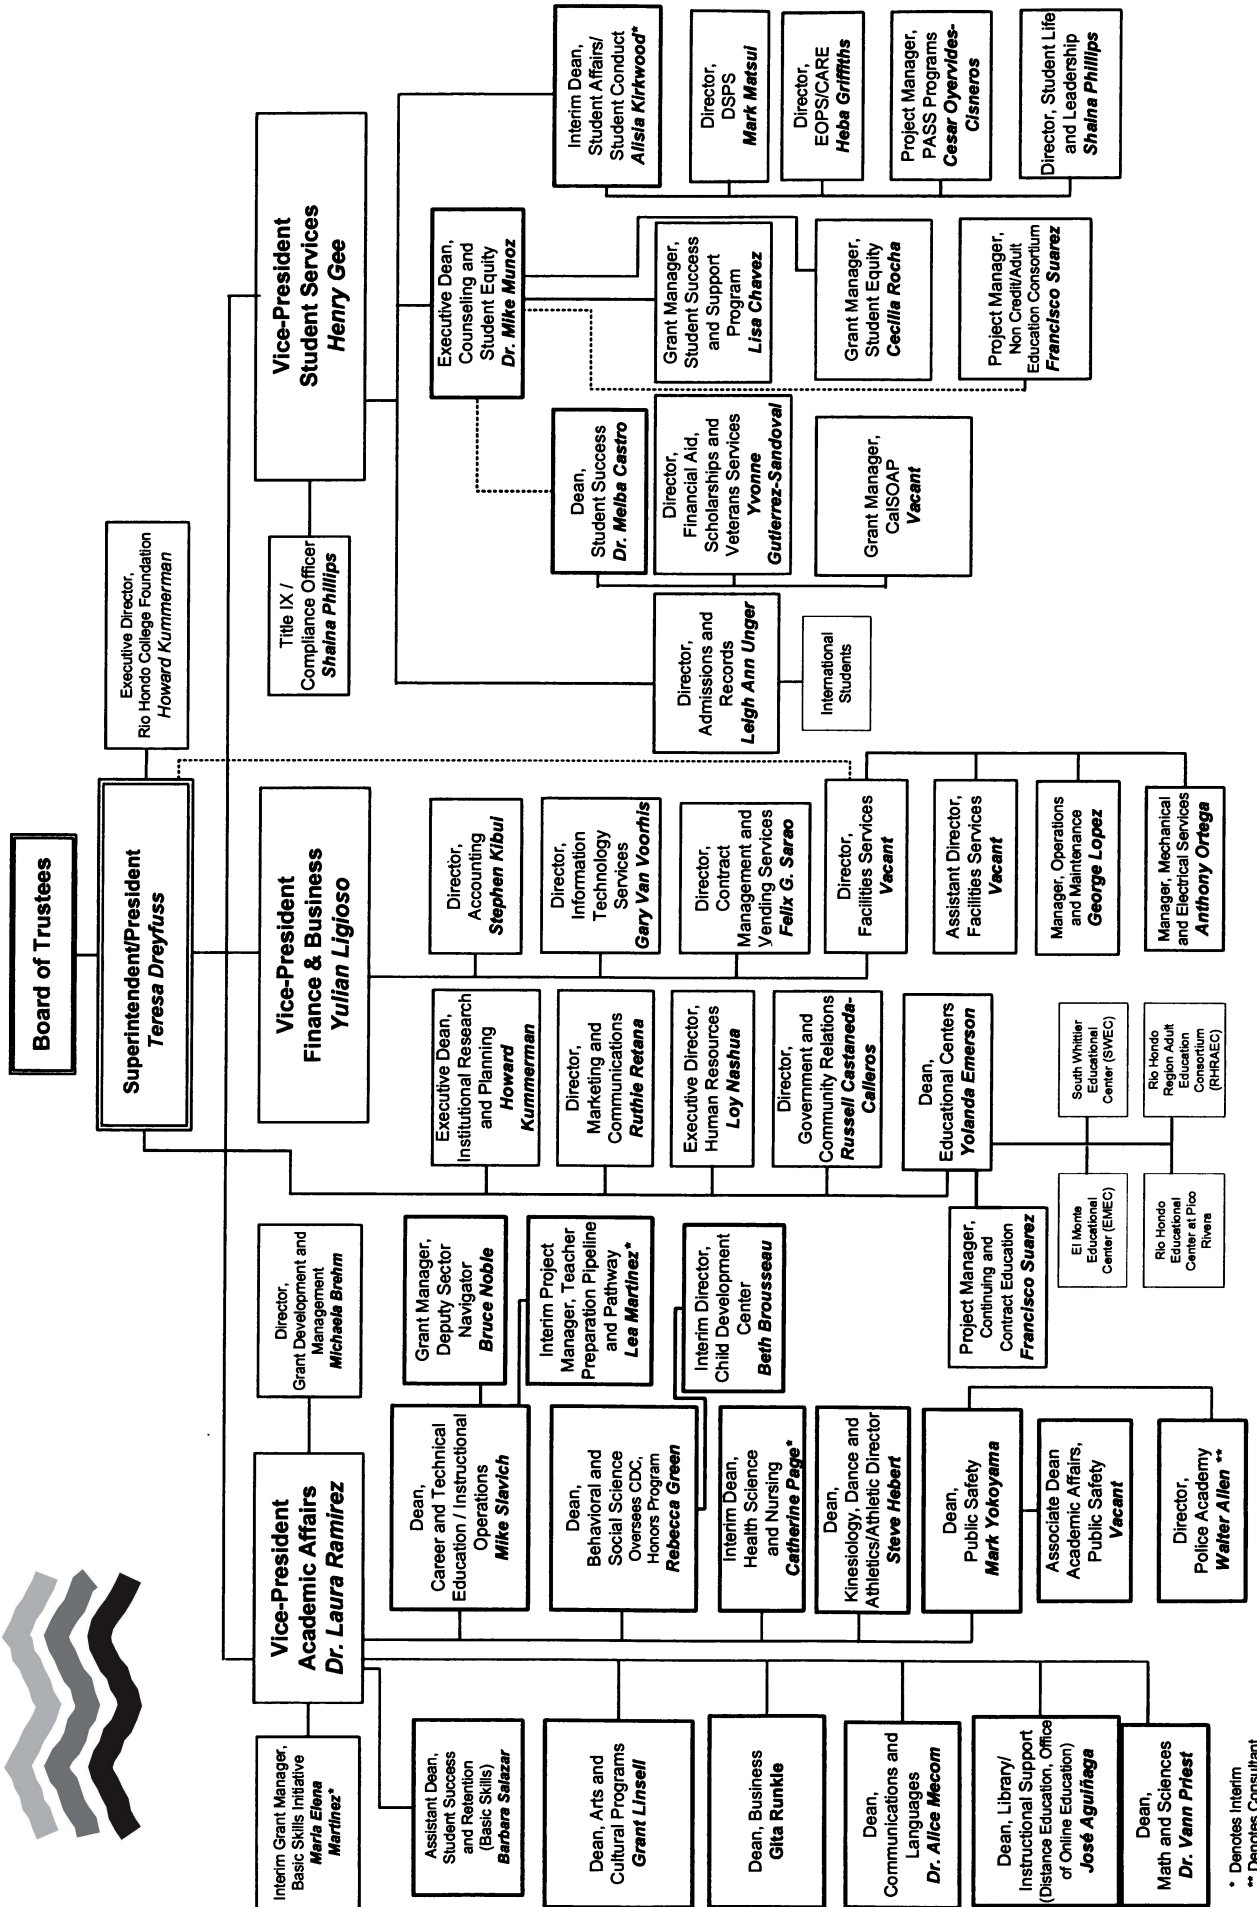 Board of Trustees
Superintendent/President
Teresa Dreyfuss
Executive Director,
Rio Hondo College Foundation
Howard Kummerman
Vice-President
Academic Affairs
Dr. Laura Ramirez
Interim Grant Manager,
Basic Skills Initiative
Maria Elena
Martinez*
Director,
Grant Development and
Management
Michaela Brehm
Assistant Dean,
Student Success
and Retention
(Basic Skills)
Barbara Salazar
Dean, Arts and
Cultural Programs
Grant Linsell
Dean, Business
Gita Runkle
Dean,
Communications and
Languages
Dr. Alice Mecom
Dean, Library/
Instructional Support
(Distance Education, Office
of Online Education)
José Aguiñaga
Dean,
Math and Sciences
Dr. Vann Priest
Dean,
Career and Technical
Education / Instructional
Operations
Mike Slavich
Grant Manager,
Deputy Sector
Navigator
Bruce Noble
Interim Project
Manager, Teacher
Preparation Pipeline
and Pathway
Lea Martinez*
Dean,
Behavioral and
Social Science
Oversees CDC,
Honors Program
Rebecca Green
Interim Director,
Child Development
Center
Beth Brousseau
Interim Dean,
Health Science
and Nursing
Catherine Page*
Dean,
Kinesiology, Dance and
Athletics/Athletic Director
Steve Hebert
Dean,
Public Safety
Mark Yokoyama
Associate Dean
Academic Affairs,
Public Safety
Vacant
Director,
Police Academy
Walter Allen **
Vice-President
Finance & Business
Yulian Ligioso
Executive Dean,
Institutional Research
and Planning
Howard
Kummerman
Director,
Marketing and
Communications
Ruthie Retana
Executive Director,
Human Resources
Loy Nashua
Director,
Government and
Community Relations
Russell Castaneda-
Calleros
Dean,
Educational Centers
Yolanda Emerson
Project Manager,
Continuing and
Contract Education
Francisco Suarez
El Monte
Educational
Center (EMEC)
South Whittier
Educational
Center (SWEC)
Rio Hondo
Educational
Center at Pico
Rivera
Rio Hondo
Region Adult
Education
Consortium
(RHRAEC)
Director,
Accounting
Stephen Kibui
Director,
Information
Technology
Services
Gary Van Voorhis
Director,
Contract
Management and
Vending Services
Felix G. Sarao
Director,
Facilities Services
Vacant
Assistant Director,
Facilities Services
Vacant
Manager, Operations
and Maintenance
George Lopez
Manager, Mechanical
and Electrical Services
Anthony Ortega
Vice-President
Student Services
Henry Gee
Title IX /
Compliance Officer
Shaina Phillips
Director,
Admissions and
Records
Leigh Ann Unger
International
Students
Executive Dean,
Counseling and
Student Equity
Dr. Mike Munoz
Dean,
Student Success
Dr. Melba Castro
Director,
Financial Aid,
Scholarships and
Veterans Services
Yvonne
Gutierrez-Sandoval
Grant Manager,
CalSOAP
Vacant
Grant Manager,
Student Success
and Support
Program
Lisa Chavez
Grant Manager,
Student Equity
Cecilia Rocha
Project Manager,
Non Credit/Adult
Education Consortium
Francisco Suarez
Interim Dean,
Student Affairs/
Student Conduct
Alisia Kirkwood*
Director,
DSPS
Mark Matsui
Director,
EOPS/CARE
Heba Griffiths
Project Manager,
PASS Programs
Cesar Oyervides-
Cisneros
Director, Student Life
and Leadership
Shaina Phillips
* Denotes Interim
** Denotes Consultant